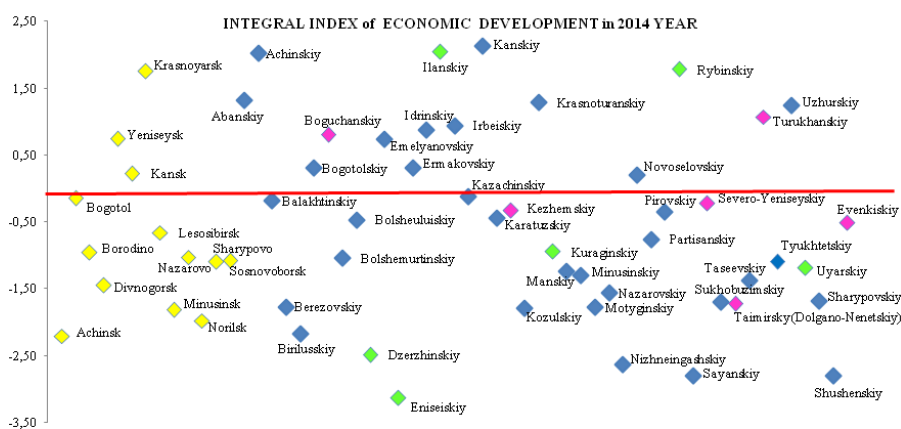 INTEGRAL INDEX of ECONOMIC DEVELOPMENT in 2014 YEAR
2,50
1,50
0,50
-0,50
-1,50
-2,50
-3,50
Kanskiy
Achinskiy
Ilanskiy
Krasnoyarsk
Rybinskiy
Abanskiy
Krasnoturanskiy
Uzhurskiy
Boguchanskiy
Idrinskiy
Irbeiskiy
Turukhanskiy
Yeniseysk
Emelyanovskiy
Kansk
Bogotolskiy
Ermakovskiy
Novoselovskiy
Kazachinskiy
Bogotol
Balakhtinskiy
Kezhemskiy
Pirovskiy
Severo-Yeniseyskiy
Evenkiskiy
Lesosibirsk
Bolsheuluiskiy
Karatuzskiy
Borodino
Sharypovo
Kuraginskiy
Partisanskiy
Tyukhtetskiy
Nazarovo
Sosnovoborsk
Bolshemurtinskiy
Manskiy
Minusinskiy
Taseevskiy
Uyarskiy
Divnogorsk
Nazarovskiy
Sukhobuzimskiy
Sharypovskiy
Minusinsk
Berezovskiy
Kozulskiy
Motyginskiy
Taimirsky(Dolgano-Nenetskiy)
Norilsk
Achinsk
Birilusskiy
Dzerzhinskiy
Nizhneingashskiy
Sayanskiy
Shushenskiy
Eniseiskiy